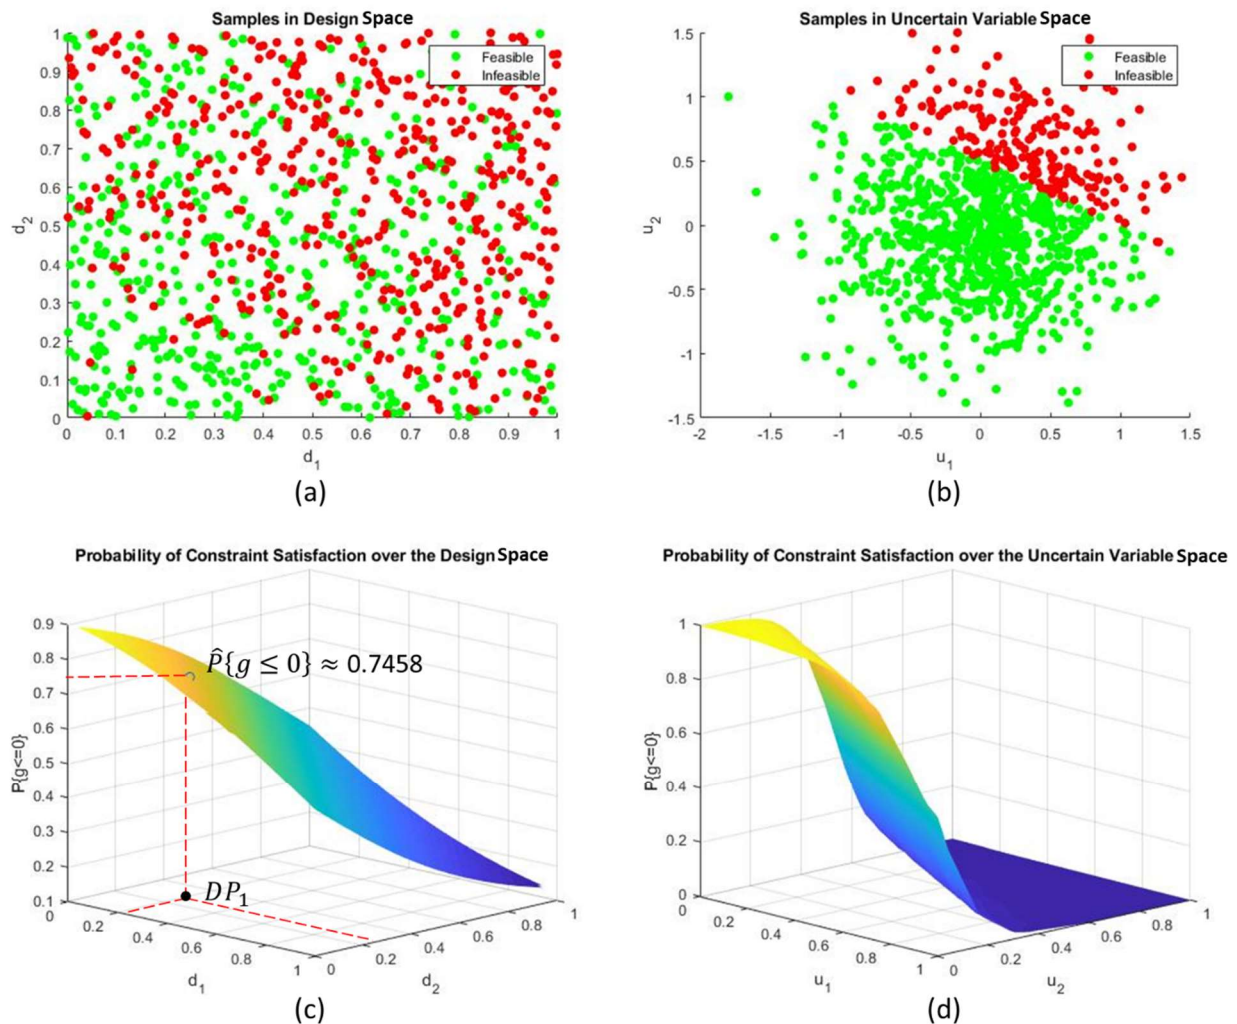 Samples in Design Space
1
0.9
0.8
0.7
0.6
0.5
0.4
0.3
0.2
0.1
0
d2
Feasible
Infeasible
0 0.1 0.2 0.3 0.4 0.5 0.6 0.7 0.8 0.9 1
d1
(a)
Samples in Uncertain Variable Space
1.5
1
0.5
0
-0.5
-1
-1.5
u2
Feasible
Infeasible
-2 -1.5 -1 -0.5 0 0.5 1 1.5
u1
(b)
Probability of Constraint Satisfaction over the Design Space
0.9
0.8
0.7
0.6
0.5
0.4
0.3
0.2
0.1
P{g<=0}
P̂{g ≤ 0} ≈ 0.7458
DP1
0 0.2 0.4 0.6 0.8 1
d1
0 0.2 0.4 0.6 0.8 1
d2
(c)
Probability of Constraint Satisfaction over the Uncertain Variable Space
1
0.8
0.6
0.4
0.2
0
P{g<=0}
0 0.2 0.4 0.6 0.8 1
u1
0 0.2 0.4 0.6 0.8 1
u2
(d)